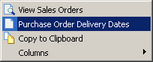 View Sales Orders
Purchase Order Delivery Dates
Copy to Clipboard
Columns